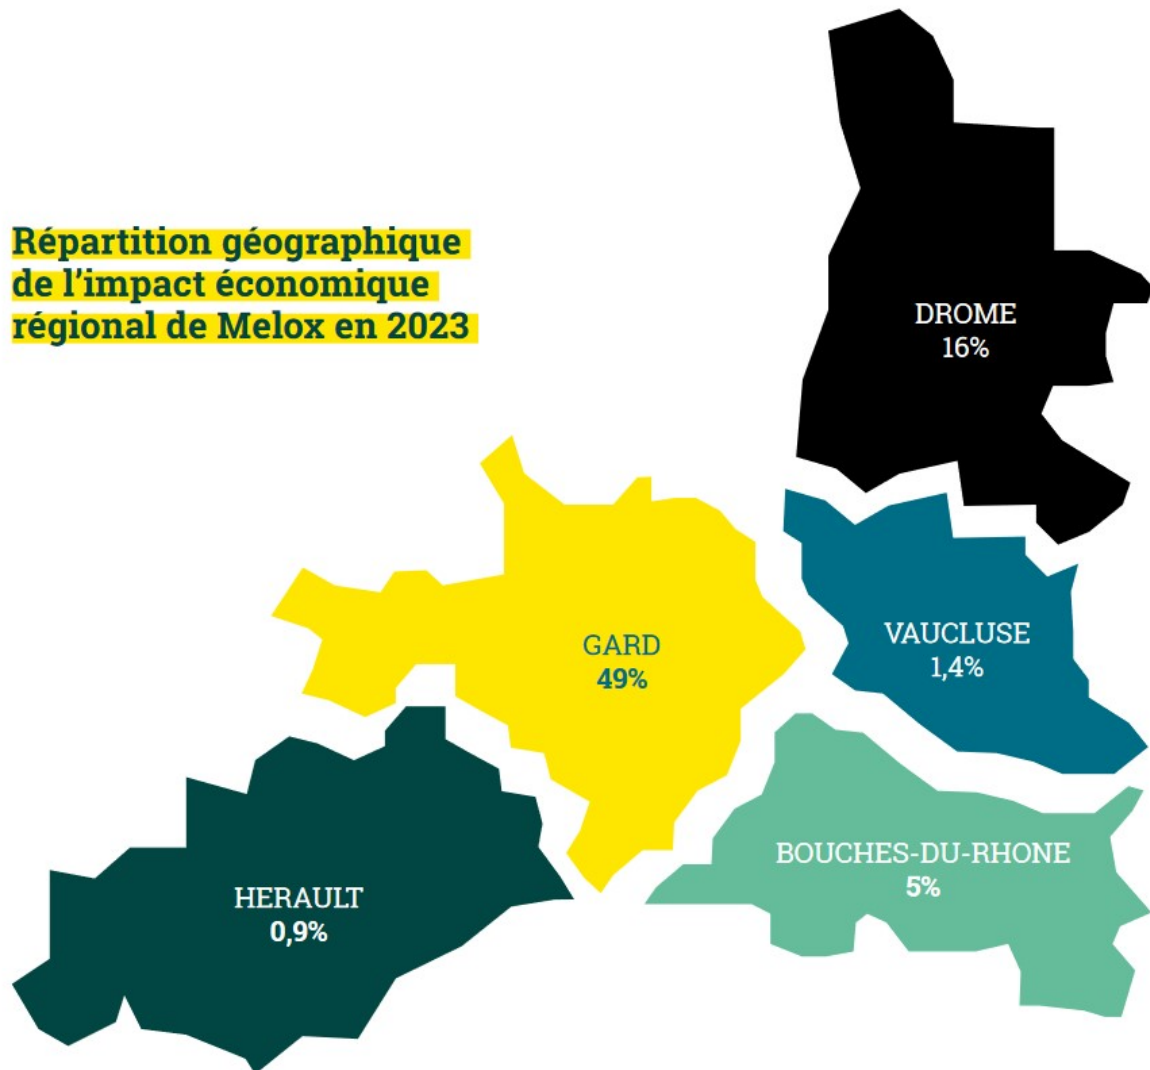 Répartition géographique
de l'impact économique
régional de Melox en 2023
DROME
16%
GARD
49%
VAUCLUSE
1,4%
BOUCHES-DU-RHONE
5%
HERAULT
0,9%